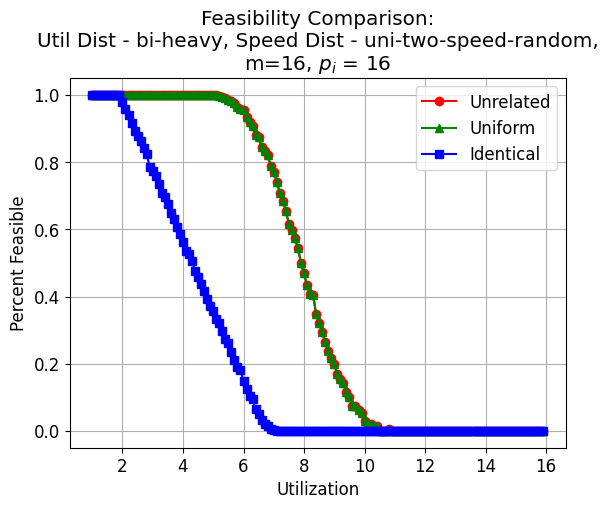 Feasibility Comparison:
Util Dist - bi-heavy, Speed Dist - uni-two-speed-random,
m=16, $p_i$ = 16
Unrelated
Uniform
Identical
Percent Feasible
1.0
0.8
0.6
0.4
0.2
0.0
2 4 6 8 10 12 14 16
Utilization